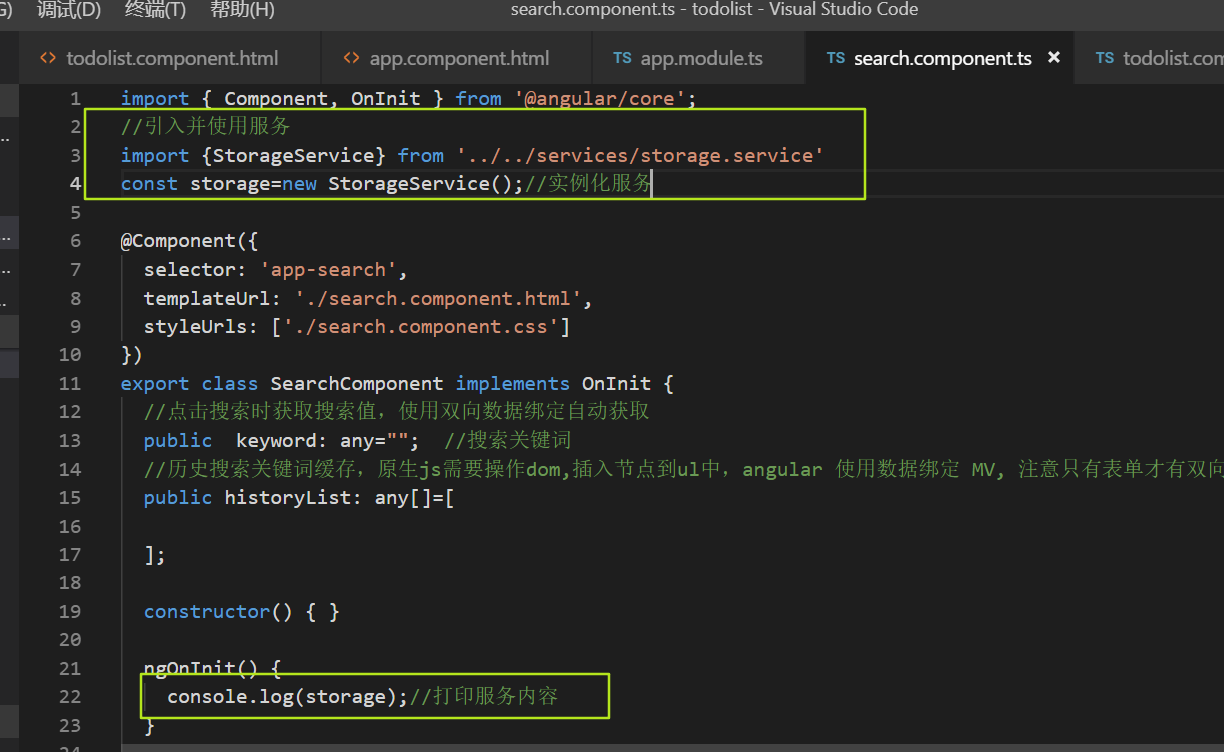 调试(D) 终端(T) 帮助(H) search.component.ts - todolist - Visual Studio Code
<> todolist.component.html <> app.component.html TS app.module.ts TS search.component.ts × TS todolist.com
1 import { Component, OnInit } from '@angular/core';
2 //引入并使用服务
3 import {StorageService} from '../../services/storage.service'
4 const storage=new StorageService();//实例化服务
5
6 @Component({
7 selector: 'app-search',
8 templateUrl: './search.component.html',
9 styleUrls: ['./search.component.css']
10 })
11 export class SearchComponent implements OnInit {
12 //点击搜索时获取搜索值，使用双向数据绑定自动获取
13 public  keyword: any="";  //搜索关键词
14 //历史搜索关键词缓存，原生js需要操作dom,插入节点到ul中，angular 使用数据绑定 MV, 注意只有表单才有双向
15 public historyList: any[]=[
16
17 ];
18
19 constructor() { }
20
21 ngOnInit() {
22 console.log(storage);//打印服务内容
23 }